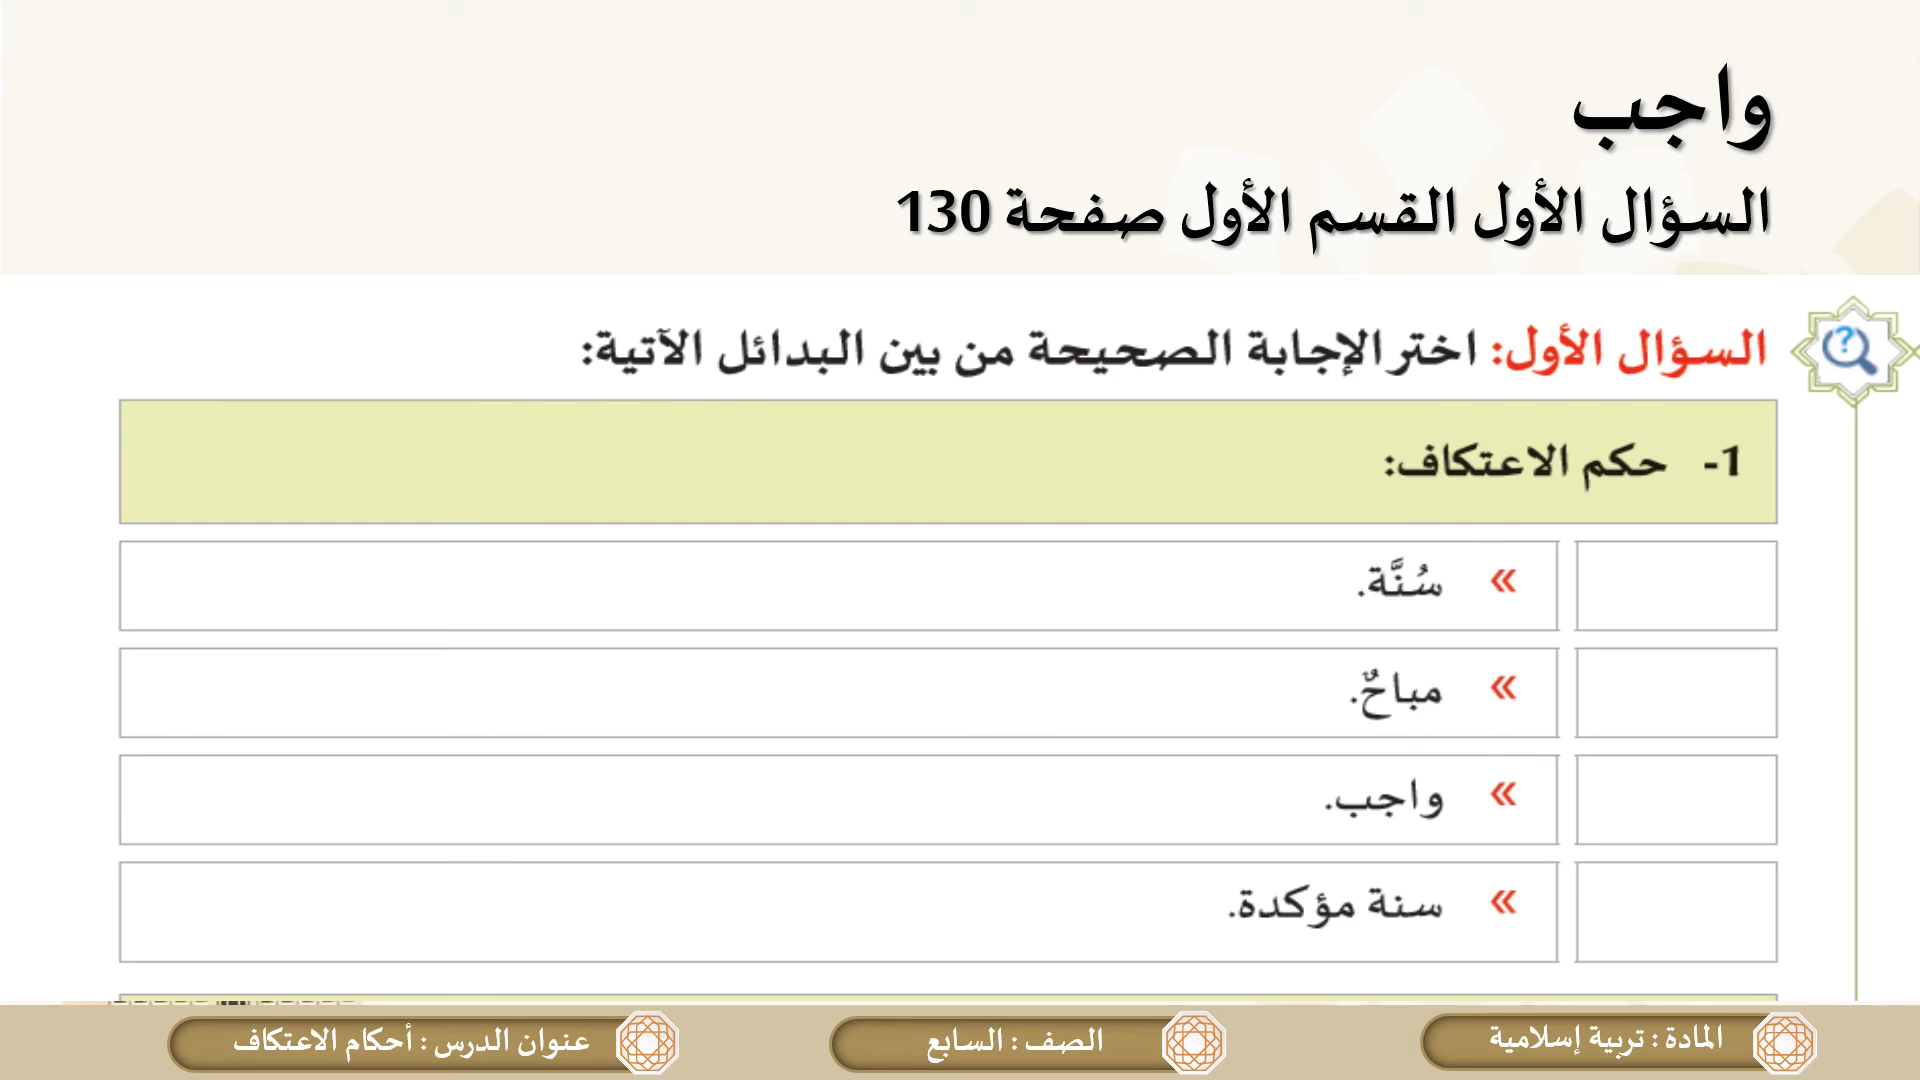 واجب
السؤال الأول القسم الأول صفحة 130
السؤال الأول: اختر الإجابة الصحيحة من بين البدائل الآتية:
1- حكم الاعتكاف:
» سُنَّة.
» مباحٌ.
» واجب.
» سنة مؤكدة.
المادة : تربية إسلامية
الصف : السابع
عنوان الدرس : أحكام الاعتكاف